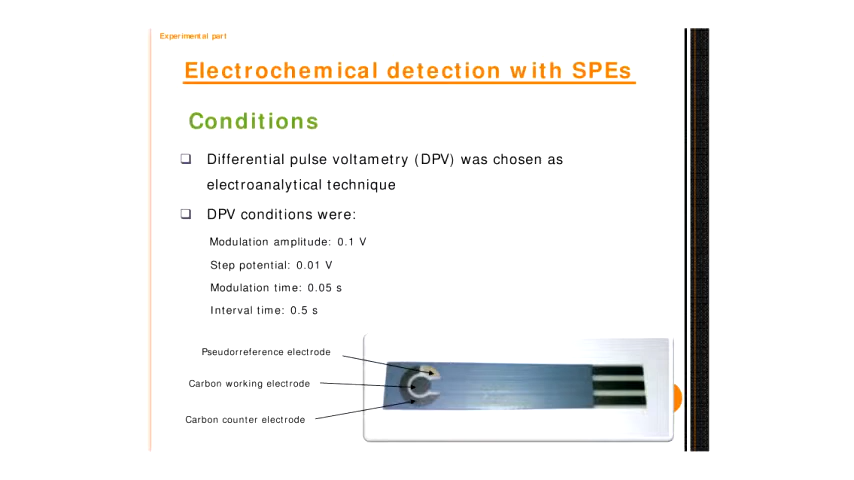 Experimental part
Electrochemical detection with SPEs
Conditions
❑ Differential pulse voltametry (DPV) was chosen as
electroanalytical technique
❑ DPV conditions were:
Modulation amplitude: 0.1 V
Step potential: 0.01 V
Modulation time: 0.05 s
Interval time: 0.5 s
Pseudorreference electrode
Carbon working electrode
Carbon counter electrode